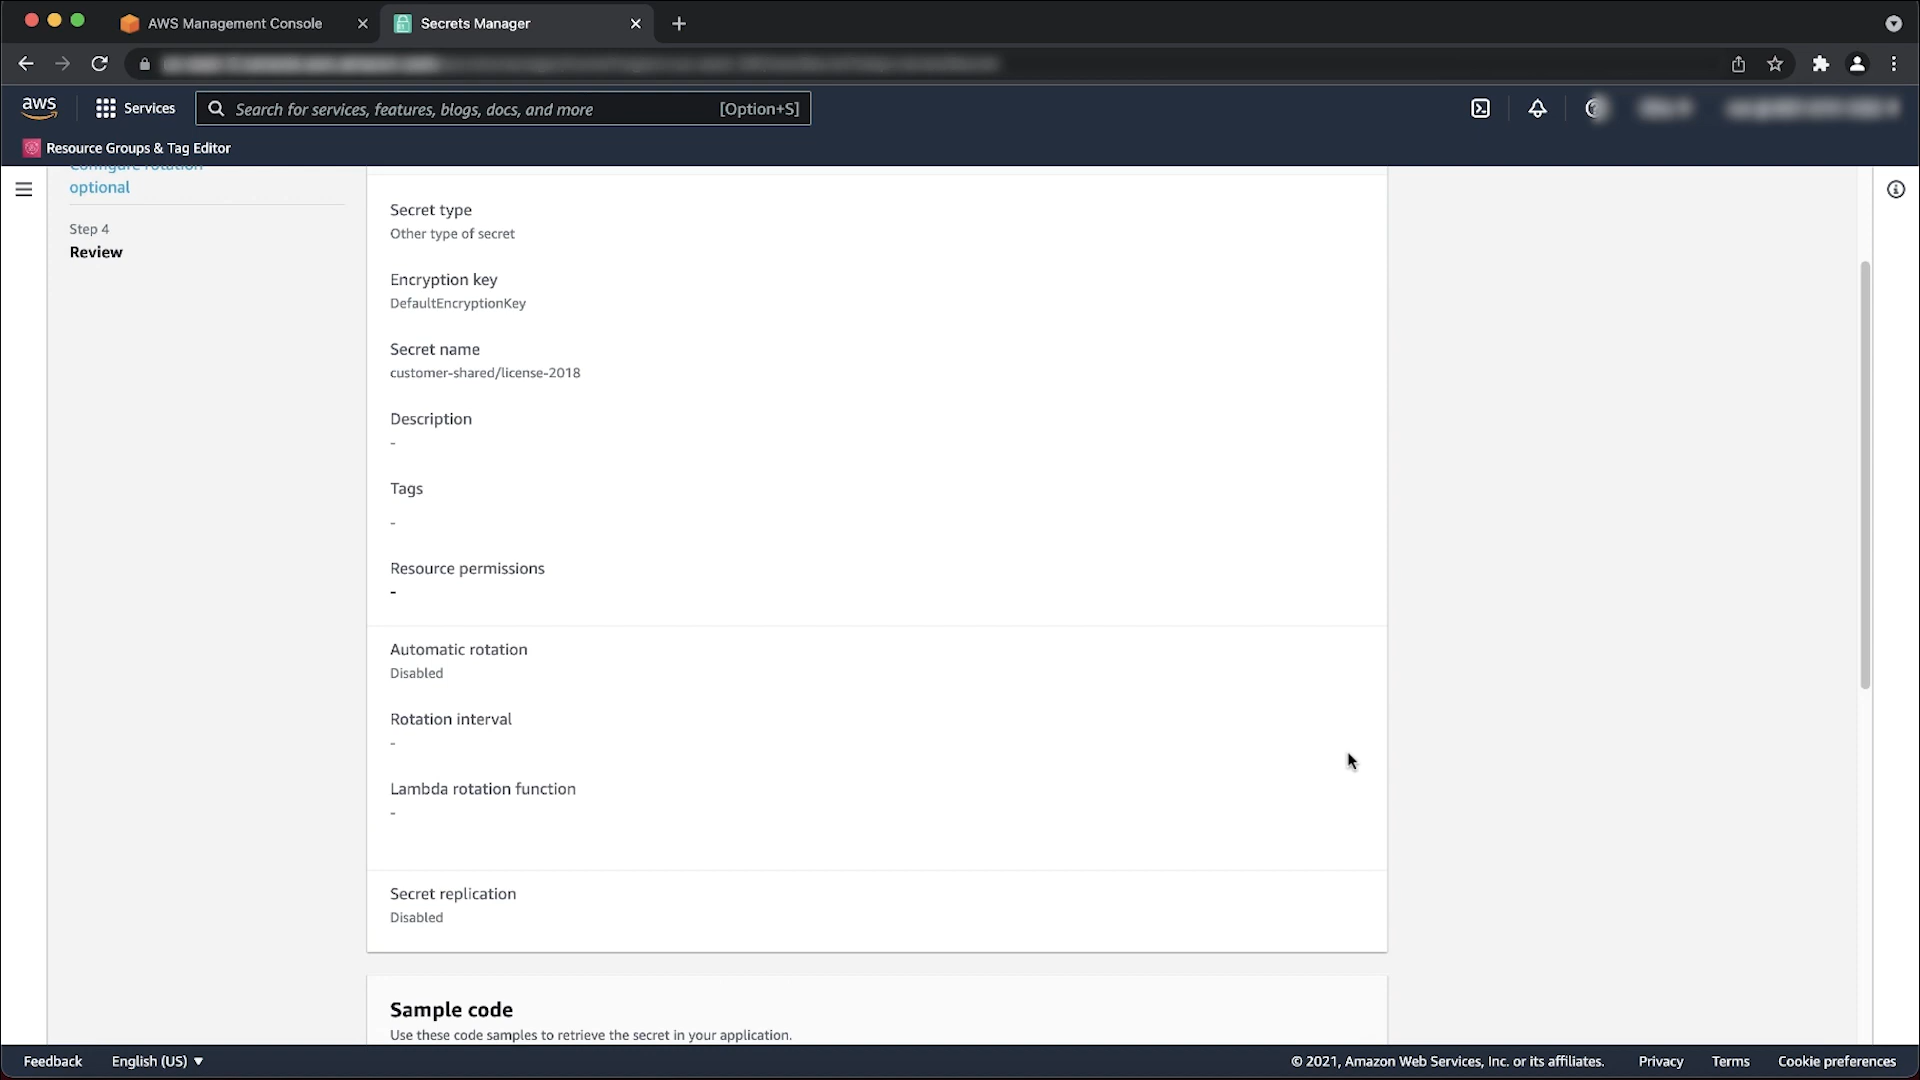 AWS Management Console
Secrets Manager
aws
Services
Search for services, features, blogs, docs, and more
[Option+S]
Resource Groups & Tag Editor
Configure rotation
optional
Step 4
Review
Secret type
Other type of secret
Encryption key
DefaultEncryptionKey
Secret name
customer-shared/license-2018
Description
-
Tags
-
Resource permissions
-
Automatic rotation
Disabled
Rotation interval
-
Lambda rotation function
-
Secret replication
Disabled
Sample code
Use these code samples to retrieve the secret in your application.
Feedback
English (US)
© 2021, Amazon Web Services, Inc. or its affiliates.
Privacy
Terms
Cookie preferences